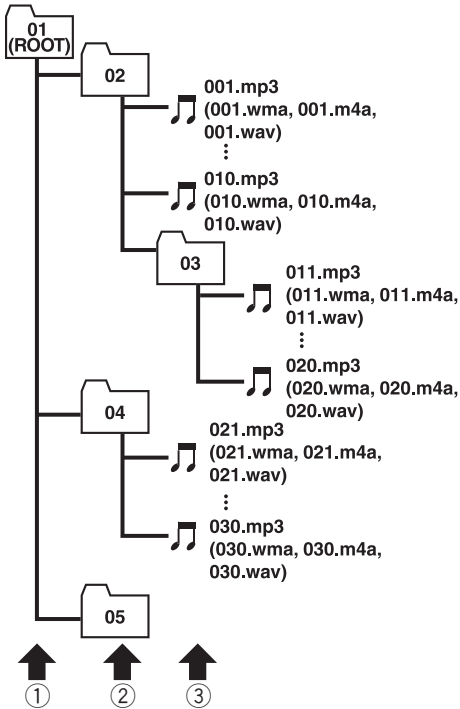 01
(ROOT)
02
001.mp3
(001.wma, 001.m4a,
001.wav)
⋮
010.mp3
(010.wma, 010.m4a,
010.wav)
03
011.mp3
(011.wma, 011.m4a,
011.wav)
⋮
020.mp3
(020.wma, 020.m4a,
020.wav)
04
021.mp3
(021.wma, 021.m4a,
021.wav)
⋮
030.mp3
(030.wma, 030.m4a,
030.wav)
05
① ② ③